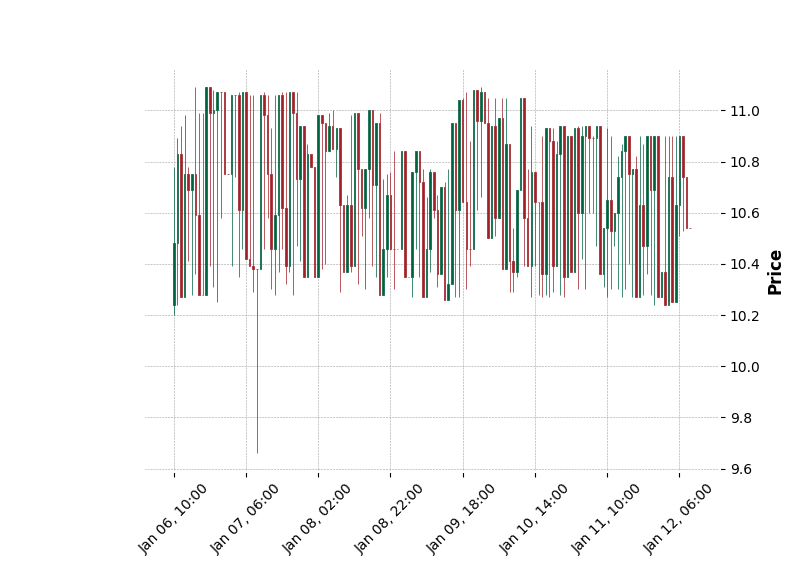 11.0
10.8
10.6
10.4
10.2
10.0
9.8
9.6
Price
Jan 06, 10:00
Jan 07, 06:00
Jan 08, 02:00
Jan 08, 22:00
Jan 09, 18:00
Jan 10, 14:00
Jan 11, 10:00
Jan 12, 06:00